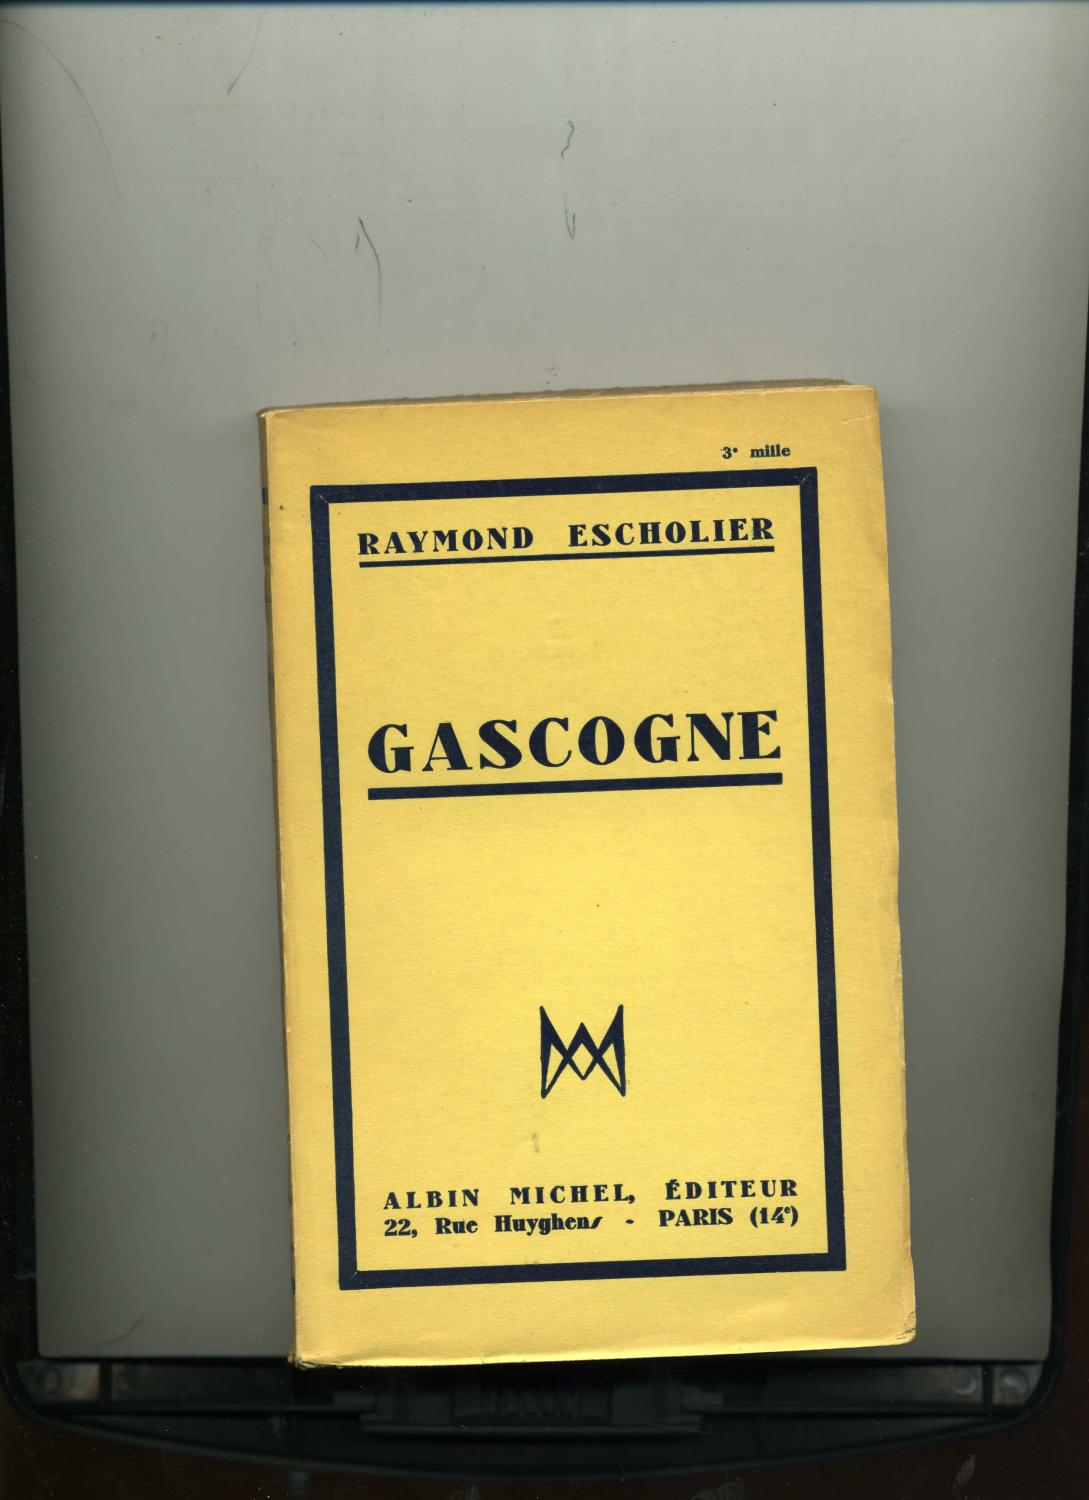 3e mille
RAYMOND ESCHOLIER
GASCOGNE
ALBIN MICHEL, ÉDITEUR
22, Rue Huyghens - PARIS (14e)